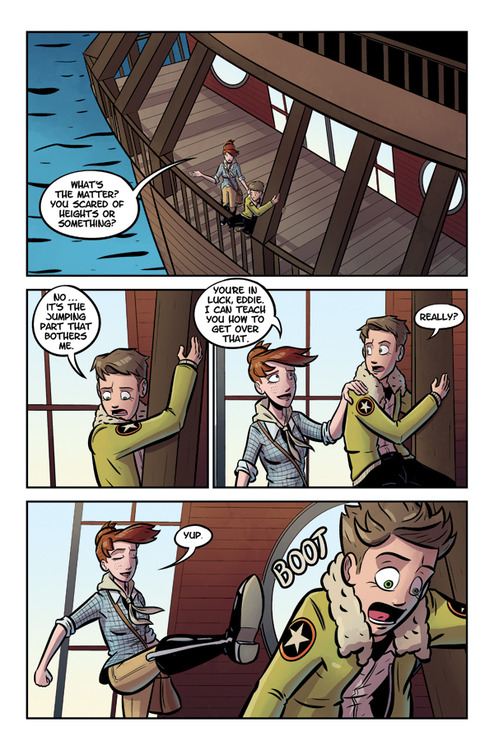 WHAT'S
THE MATTER?
YOU SCARED OF
HEIGHTS OR
SOMETHING?
NO...
IT'S THE
JUMPING
PART THAT
BOTHERS
ME.
YOU'RE IN
LUCK, EDDIE.
I CAN TEACH
YOU HOW TO
GET OVER
THAT.
REALLY?
YUP.
BOOT